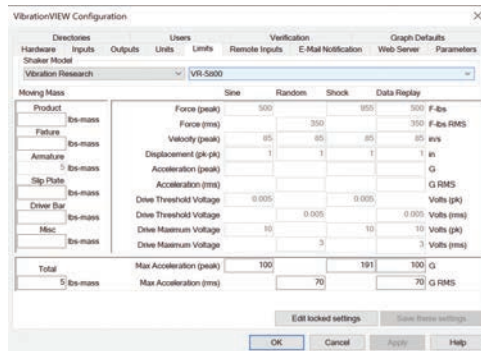 VibrationVIEW Configuration
Directories Users Verification Graph Defaults
Hardware Inputs Outputs Units Limits Remote Inputs E-Mail Notification Web Server Parameters
Shaker Model
Vibration Research VR-5800
Moving Mass Sine Random Shock Data Replay
Product Force (peak) 500 955 500 F-lbs
lbs-mass Force (rms) 350 350 F-lbs RMS
Fixture Velocity (peak) 85 85 85 85 in/s
lbs-mass
Armature Displacement (pk-pk) 1 1 1 1 in
5 lbs-mass Acceleration (peak) G
Slip Plate Acceleration (rms) G RMS
lbs-mass Drive Threshold Voltage 0.005 0.005 Volts (pk)
Driver Bar Drive Threshold Voltage 0.005 0.005 Volts (rms)
lbs-mass
Misc Drive Maximum Voltage 10 10 10 Volts (pk)
lbs-mass Drive Maximum Voltage 3 3 Volts (rms)
Total Max Acceleration (peak) 100 191 100 G
5 lbs-mass Max Acceleration (rms) 70 70 G RMS
Edit locked settings Save these settings
OK Cancel Apply Help